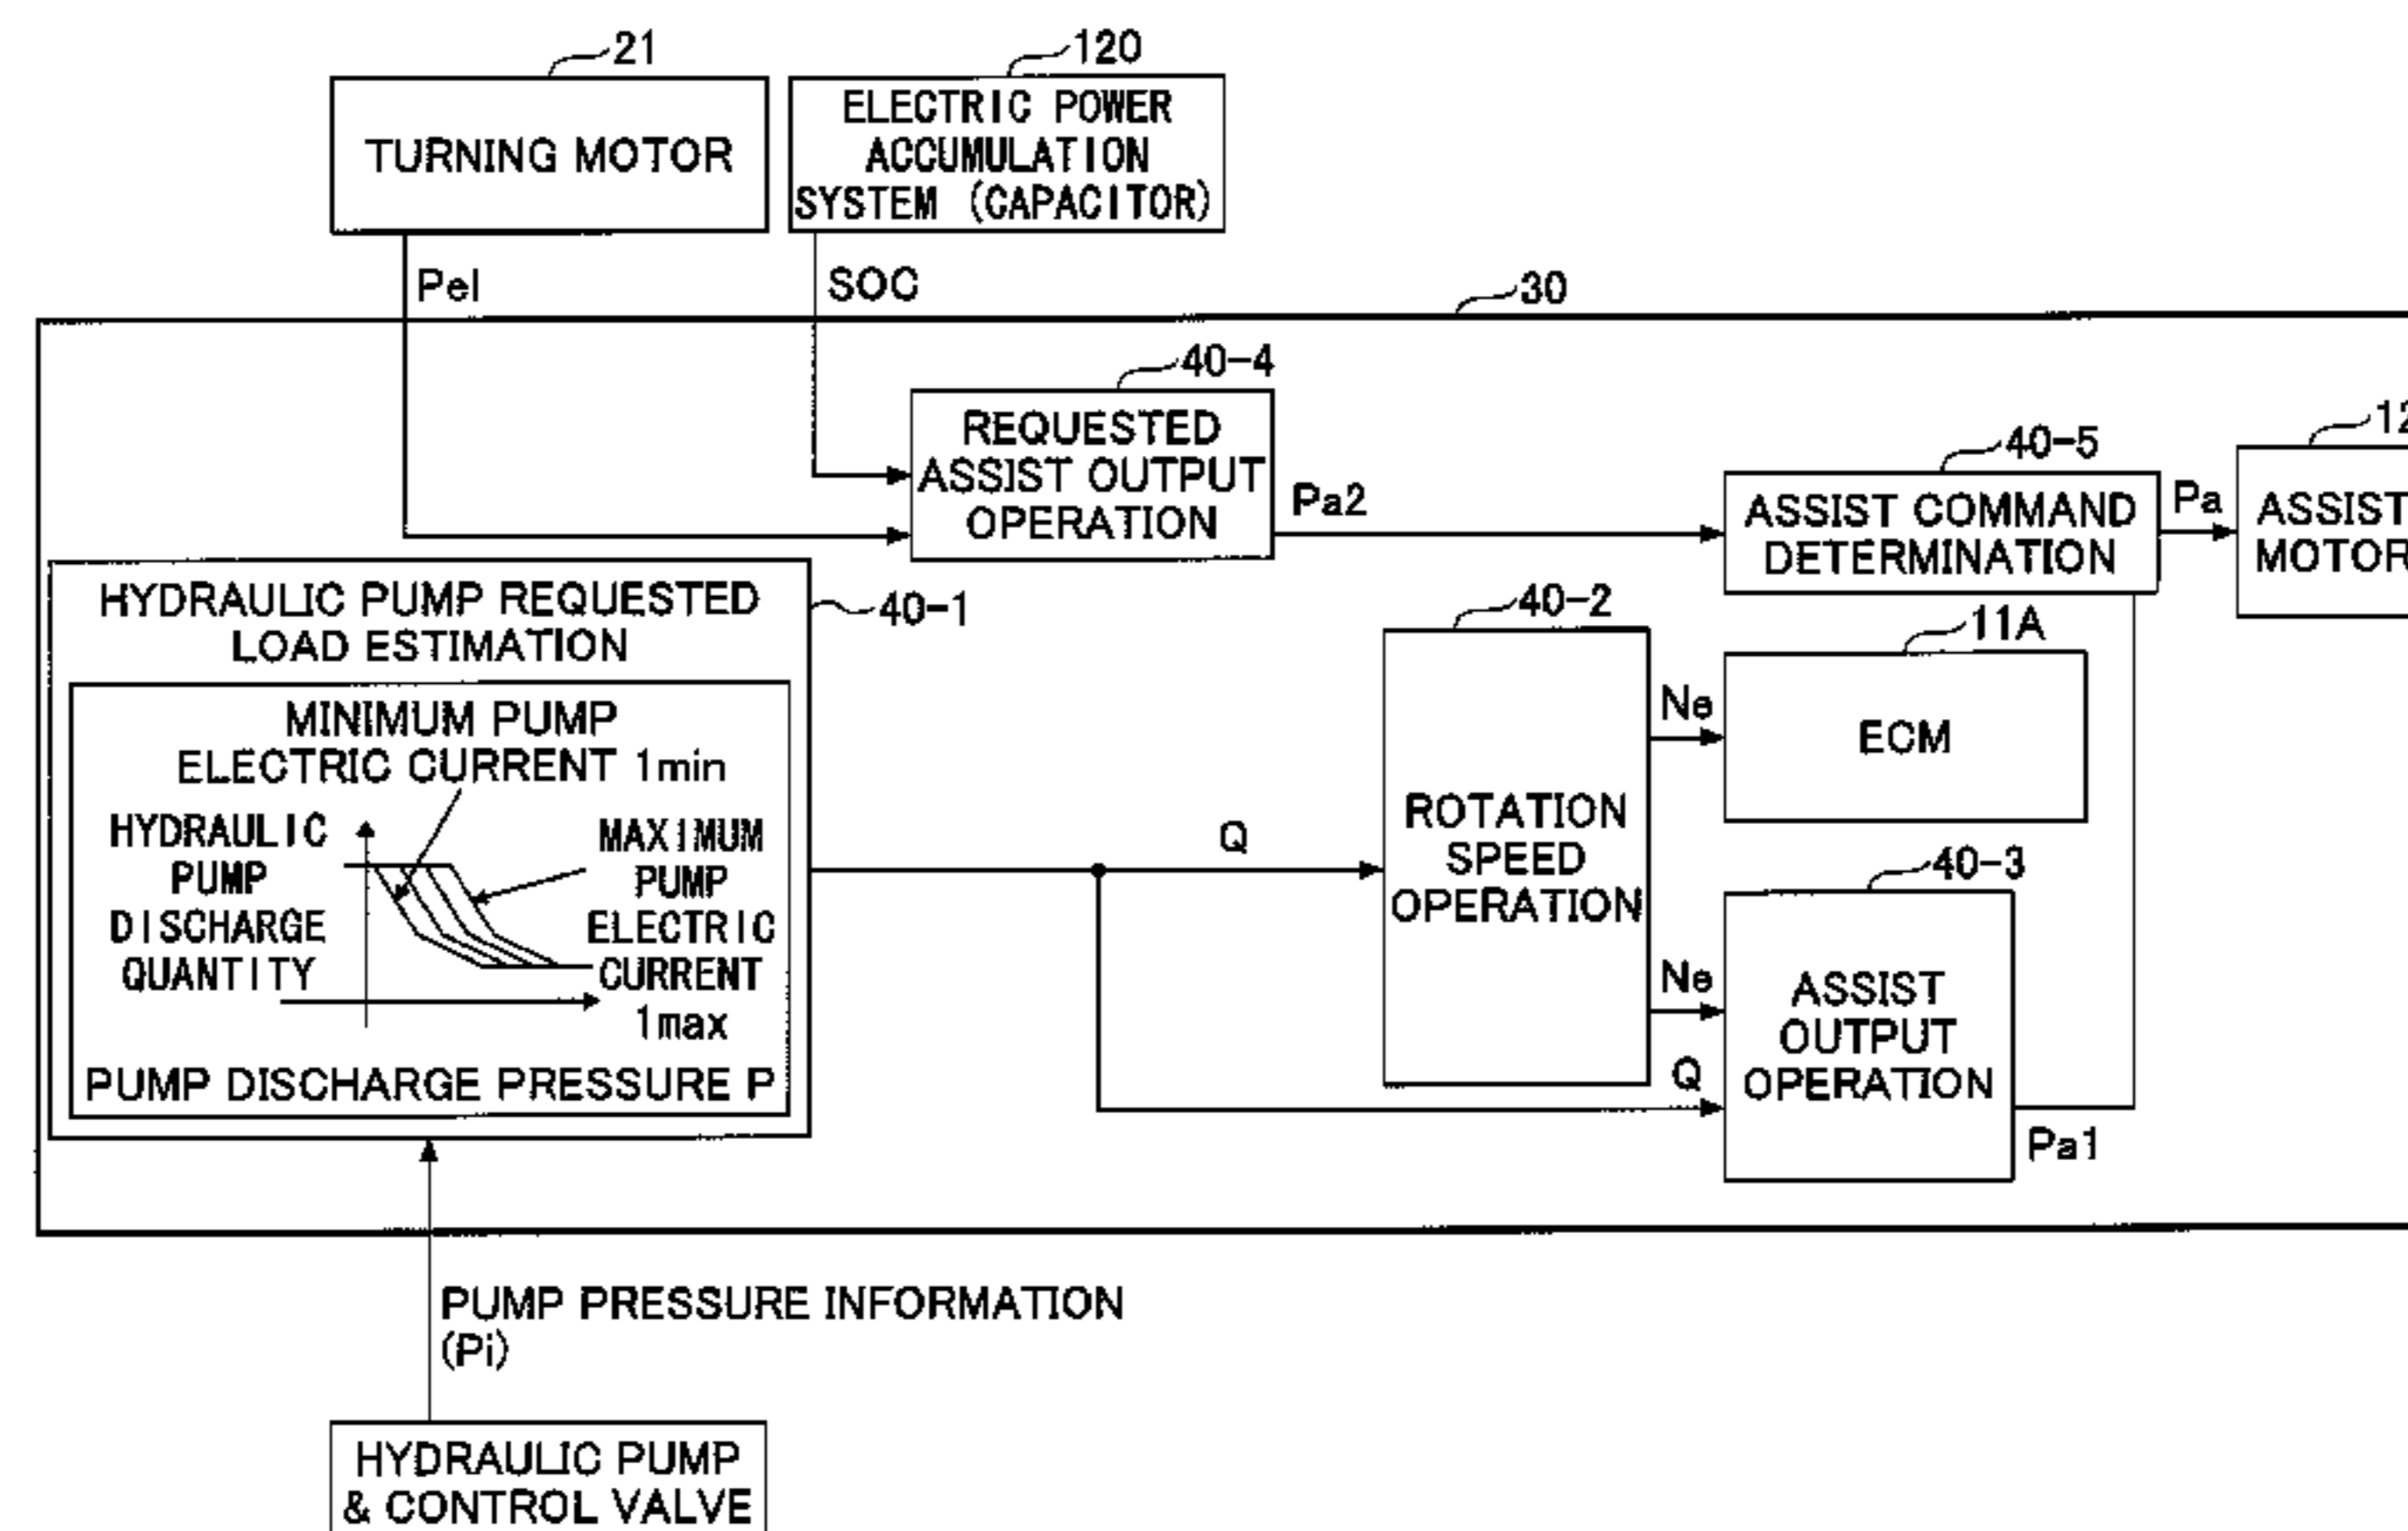 21
120
TURNING MOTOR
ELECTRIC POWER
ACCUMULATION
SYSTEM (CAPACITOR)
Pel
SOC
30
40-4
REQUESTED
ASSIST OUTPUT
OPERATION
Pa2
40-5
ASSIST COMMAND
DETERMINATION
Pa
12
ASSIST
MOTOR
HYDRAULIC PUMP REQUESTED
LOAD ESTIMATION
40-1
MINIMUM PUMP
ELECTRIC CURRENT 1min
HYDRAULIC
PUMP
DISCHARGE
QUANTITY
MAXIMUM
PUMP
ELECTRIC
CURRENT
1max
PUMP DISCHARGE PRESSURE P
Q
40-2
ROTATION
SPEED
OPERATION
Ne
11A
ECM
Ne
Q
40-3
ASSIST
OUTPUT
OPERATION
Pa1
PUMP PRESSURE INFORMATION
(Pi)
HYDRAULIC PUMP
& CONTROL VALVE